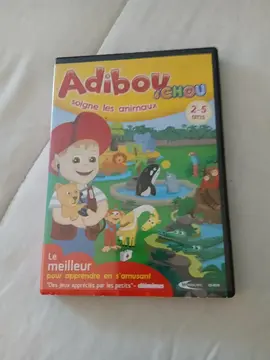 Adibou
'CHOU
soigne les animaux
2-5
ans
Le
meilleur
pour apprendre en s'amusant
"Des jeux appréciés par les petits"-